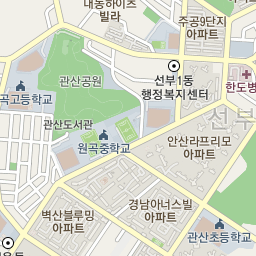 내동하이츠
빌라
주공9단지
아파트
관산공원
선부1동
행정복지센터
한도병
원곡고등학교
관산도서관
선부
원곡중학교
안산라프리모
아파트
벽산블루밍
아파트
경남아너스빌
아파트
관산초등학교